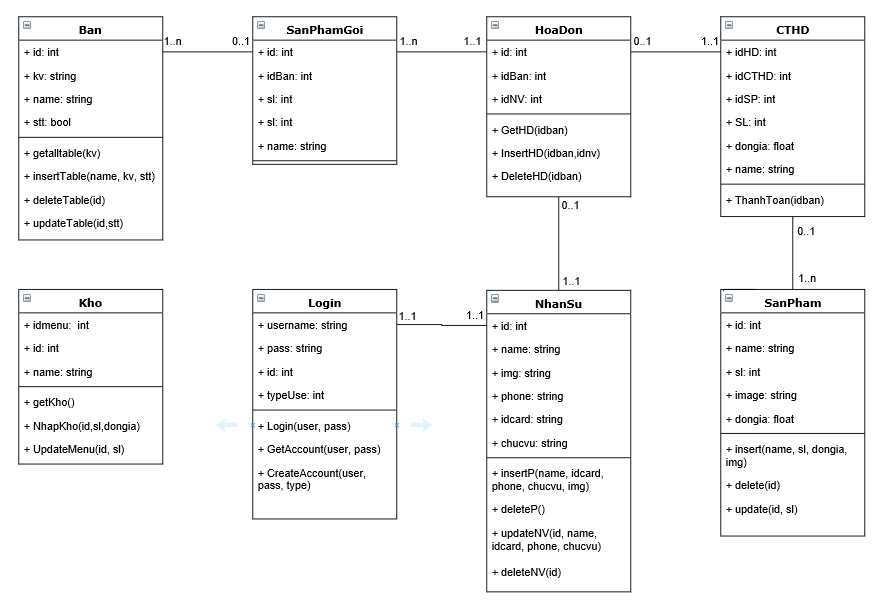 Ban
+ id: int
+ kv: string
+ name: string
+ stt: bool
+ getalltable(kv)
+ insertTable(name, kv, stt)
+ deleteTable(id)
+ updateTable(id,stt)
1..n
0..1
SanPhamGoi
+ id: int
+ idBan: int
+ sl: int
+ sl: int
+ name: string
0..n
1..1
HoaDon
+ id: int
+ idBan: int
+ idNV: int
+ GetHD(idban)
+ InsertHD(idban,idnv)
+ DeleteHD(idban)
0..1
1..1
CTHD
+ idHD: int
+ idCTHD: int
+ idSP: int
+ SL: int
+ dongia: float
+ name: string
+ ThanhToan(idban)
0..1
1..1
0..1
1..n
Kho
+ idmenu:  int
+ id: int
+ name: string
+ getKho()
+ NhapKho(id,sl,dongia)
+ UpdateMenu(id, sl)
Login
+ username: string
+ pass: string
+ id: int
+ typeUse: int
+ Login(user, pass)
+ GetAccount(user, pass)
+ CreateAccount(user,
pass, type)
1..1
1..1
NhanSu
+ id: int
+ name: string
+ img: string
+ phone: string
+ idcard: string
+ chucvu: string
+ insertP(name, idcard,
phone, chucvu, img)
+ deleteP()
+ updateNV(id, name,
idcard, phone, chucvu)
+ deleteNV(id)
SanPham
+ id: int
+ name: string
+ sl: int
+ image: string
+ dongia: float
+ insert(name, sl, dongia,
img)
+ delete(id)
+ update(id, sl)